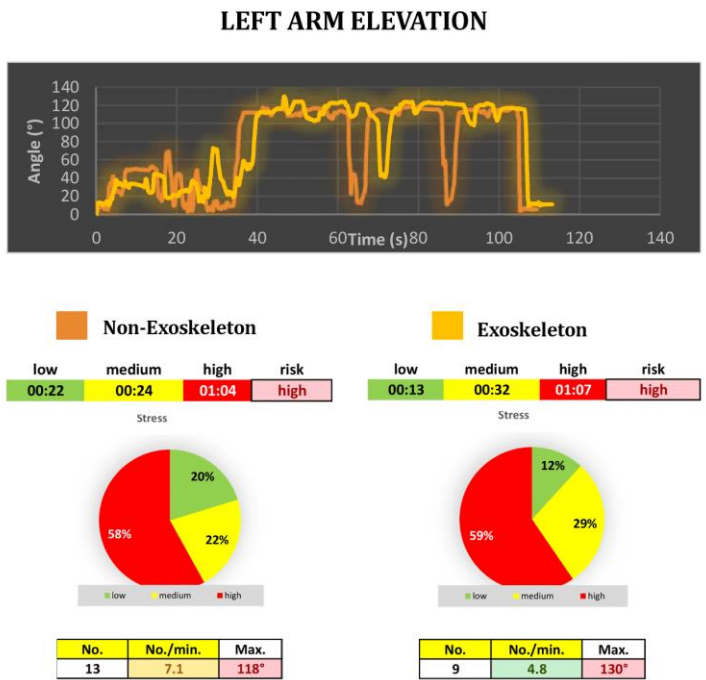 LEFT ARM ELEVATION
140
120
100
80
60
40
20
0
Angle (°)
0 20 40 60 Time (s) 80 100 120 140
Non-Exoskeleton Exoskeleton
low medium high risk
00:22 00:24 01:04 high
low medium high risk
00:13 00:32 01:07 high
Stress
20%
22%
58%
low medium high
Stress
12%
29%
59%
low medium high
No. No./min. Max.
13 7.1 118°
No. No./min. Max.
9 4.8 130°